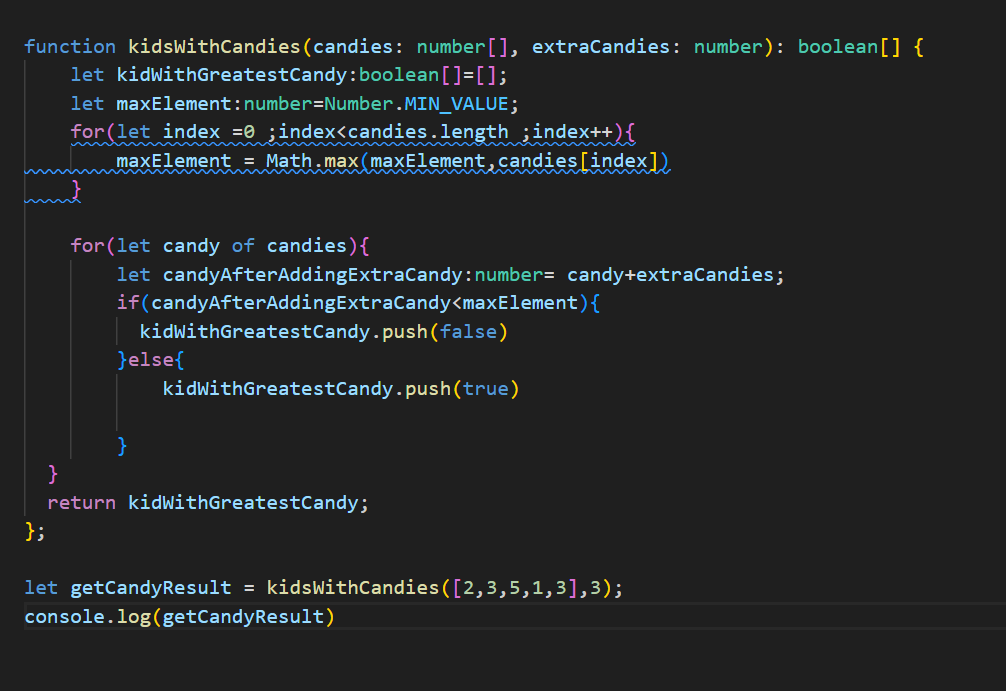 function kidsWithCandies(candies: number[], extraCandies: number): boolean[] {
    let kidWithGreatestCandy:boolean[]=[];
    let maxElement:number=Number.MIN_VALUE;
    for(let index =0 ;index<candies.length ;index++){
        maxElement = Math.max(maxElement,candies[index])
    }
    for(let candy of candies){
        let candyAfterAddingExtraCandy:number= candy+extraCandies;
        if(candyAfterAddingExtraCandy<maxElement){
          kidWithGreatestCandy.push(false)
        }else{
            kidWithGreatestCandy.push(true)
        }
  }
  return kidWithGreatestCandy;
};
let getCandyResult = kidsWithCandies([2,3,5,1,3],3);
console.log(getCandyResult)